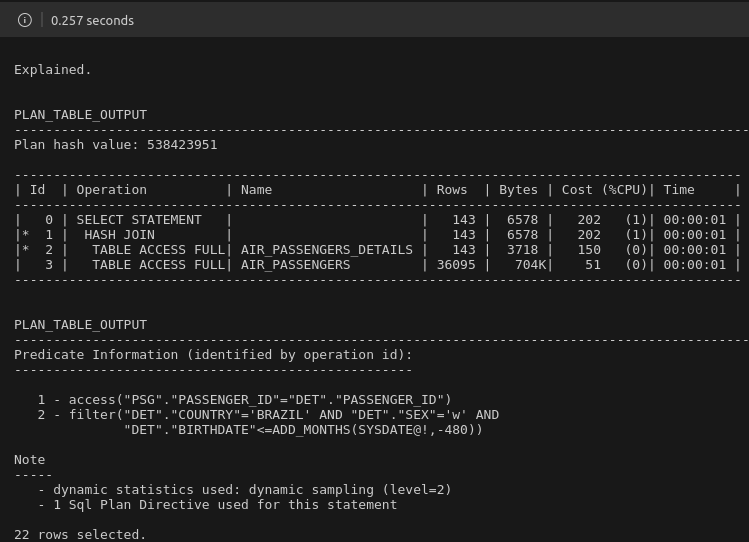 0.257 seconds
Explained.
PLAN_TABLE_OUTPUT
-----------------------------------------------------------------------------------------------
Plan hash value: 538423951
---------------------------------------------------------------------------------------------
| Id  | Operation          | Name                   | Rows  | Bytes | Cost (%CPU)| Time     |
---------------------------------------------------------------------------------------------
|   0 | SELECT STATEMENT   |                        |   143 |  6578 |   202   (1)| 00:00:01 |
|*  1 |  HASH JOIN         |                        |   143 |  6578 |   202   (1)| 00:00:01 |
|*  2 |   TABLE ACCESS FULL| AIR_PASSENGERS_DETAILS |   143 |  3718 |   150   (0)| 00:00:01 |
|   3 |   TABLE ACCESS FULL| AIR_PASSENGERS         | 36095 |   704K|    51   (0)| 00:00:01 |
---------------------------------------------------------------------------------------------
PLAN_TABLE_OUTPUT
-----------------------------------------------------------------------------------------------
Predicate Information (identified by operation id):
---------------------------------------------------
   1 - access("PSG"."PASSENGER_ID"="DET"."PASSENGER_ID")
   2 - filter("DET"."COUNTRY"='BRAZIL' AND "DET"."SEX"='w' AND
              "DET"."BIRTHDATE"<=ADD_MONTHS(SYSDATE@!,-480))
Note
-----
   - dynamic statistics used: dynamic sampling (level=2)
   - 1 Sql Plan Directive used for this statement
22 rows selected.